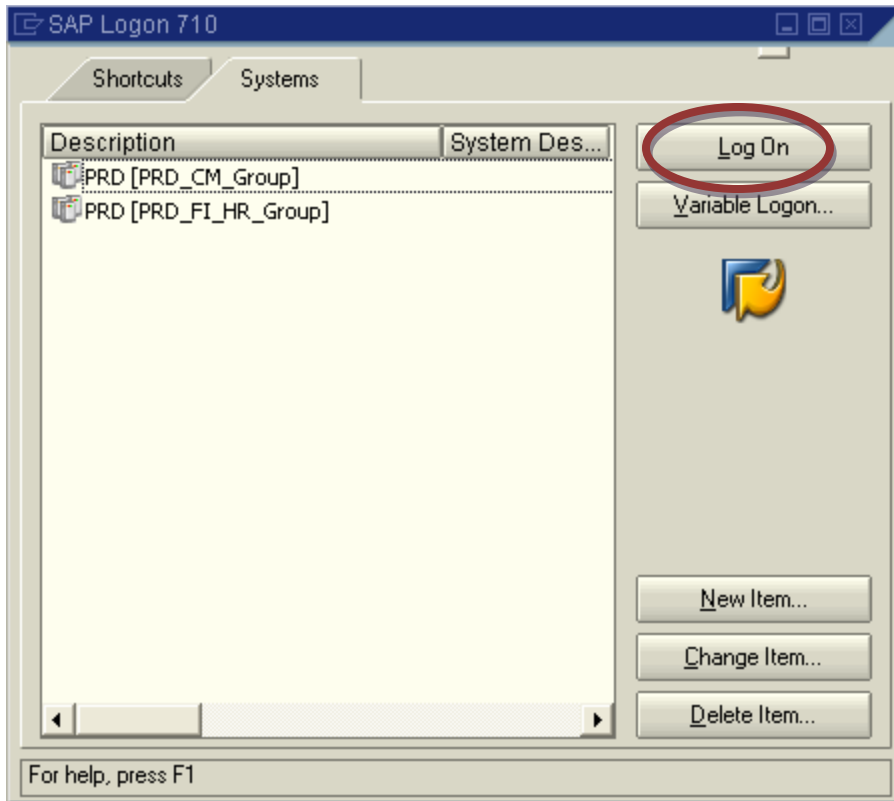 SAP Logon 710
Shortcuts Systems
Description System Des...
PRD [PRD_CM_Group]
PRD [PRD_FI_HR_Group]
Log On
Variable Logon...
New Item...
Change Item...
Delete Item...
For help, press F1